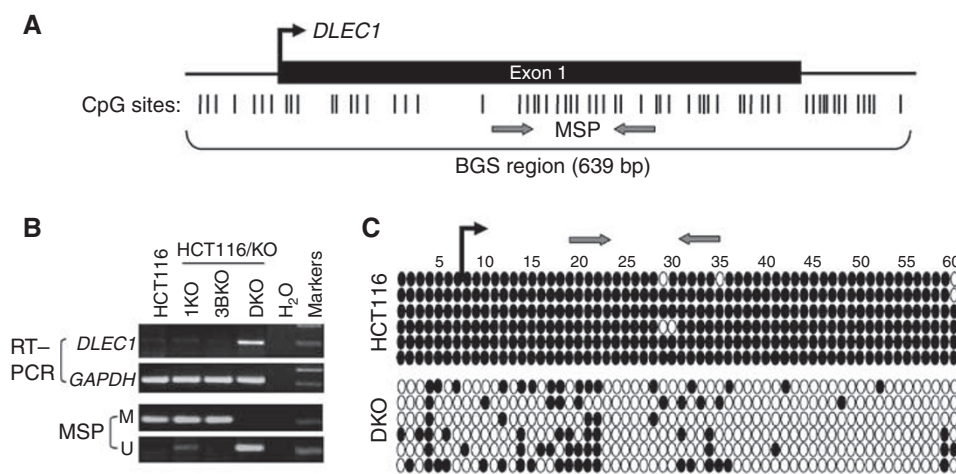 A
DLEC1
Exon 1
CpG sites:
MSP
BGS region (639 bp)
B
HCT116/KO
HCT116
1KO
3BKO
DKO
H₂O
Markers
RT–
PCR
DLEC1
GAPDH
MSP
M
U
C
5 10 15 20 25 30 35 40 45 50 55 60
HCT116
DKO